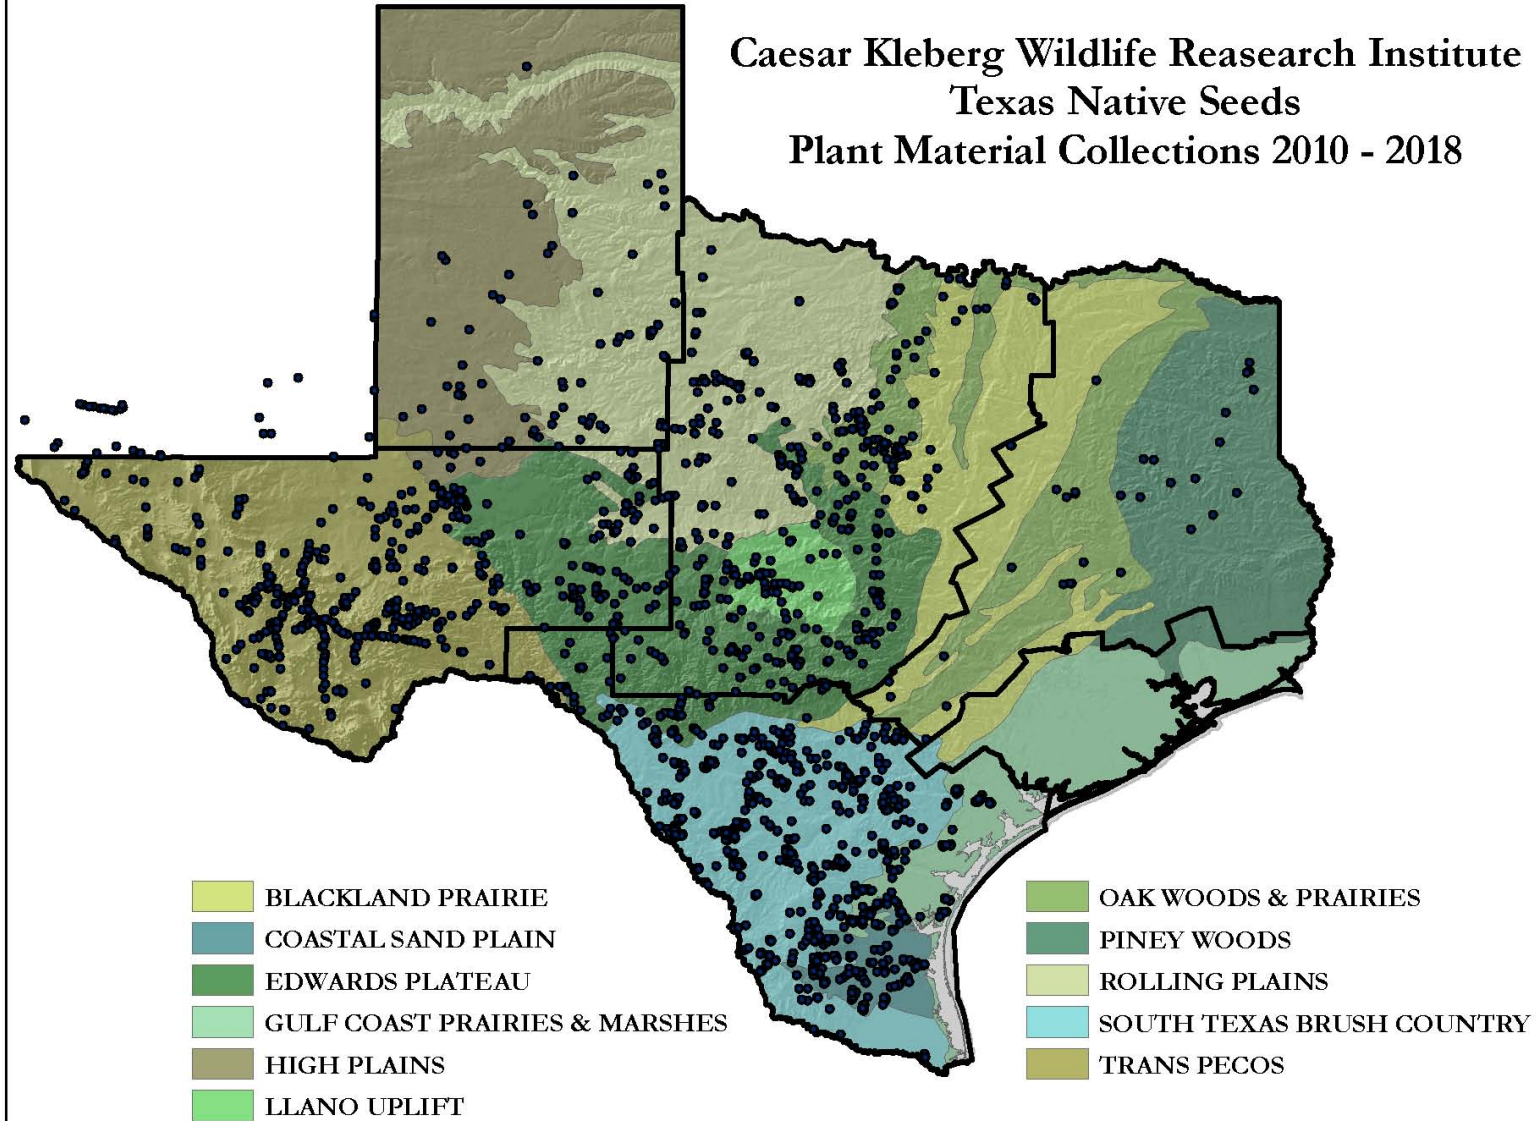 Caesar Kleberg Wildlife Reasearch Institute
Texas Native Seeds
Plant Material Collections 2010 - 2018
BLACKLAND PRAIRIE
COASTAL SAND PLAIN
EDWARDS PLATEAU
GULF COAST PRAIRIES & MARSHES
HIGH PLAINS
LLANO UPLIFT
OAK WOODS & PRAIRIES
PINEY WOODS
ROLLING PLAINS
SOUTH TEXAS BRUSH COUNTRY
TRANS PECOS